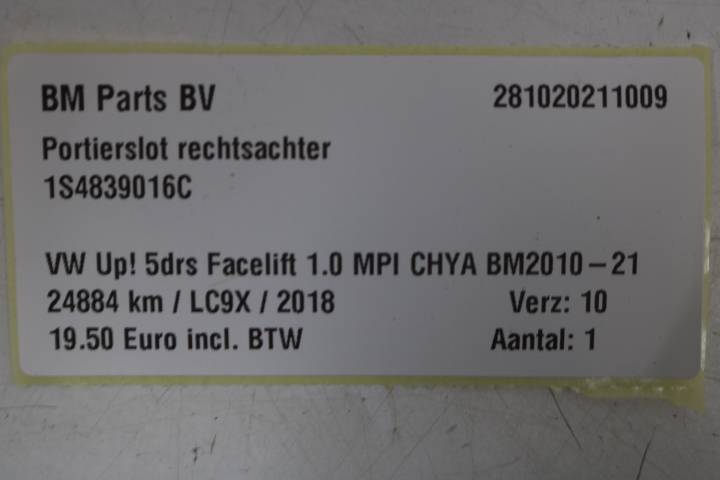 BM Parts BV 281020211009
Portierslot rechtsachter
1S4839016C
VW Up! 5drs Facelift 1.0 MPI CHYA BM2010-21
24884 km / LC9X / 2018 Verz: 10
19.50 Euro incl. BTW Aantal: 1